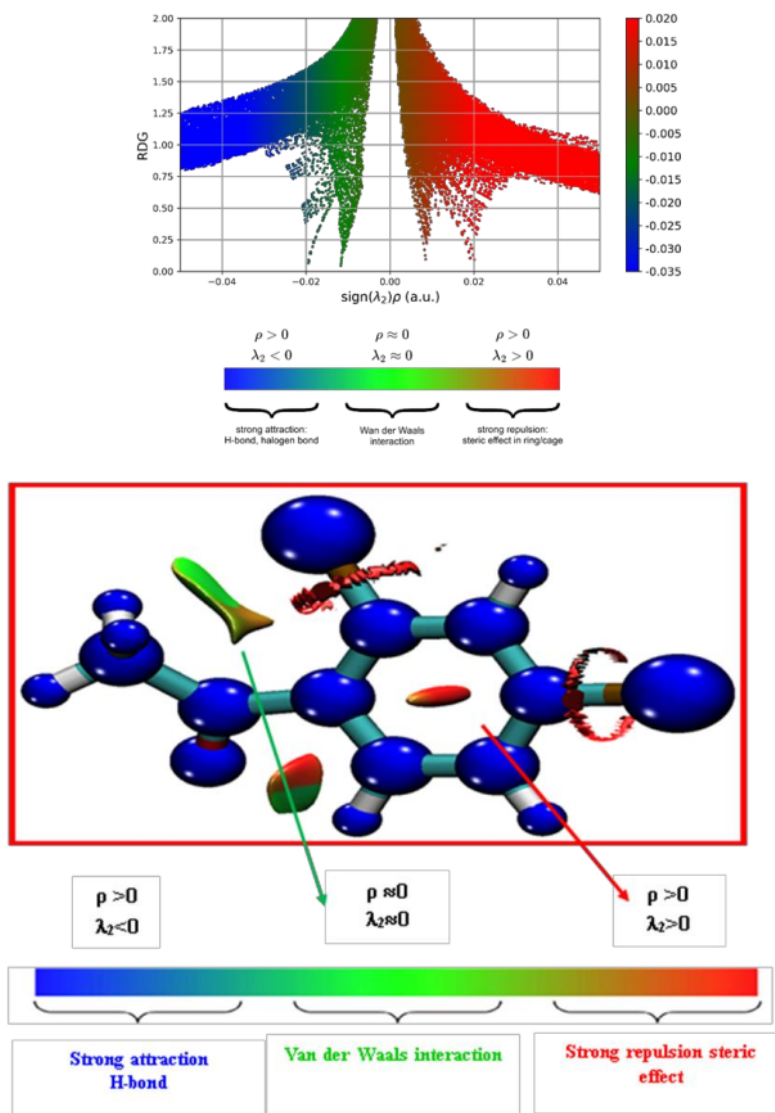 2.00
1.75
1.50
1.25
1.00
0.75
0.50
0.25
0.00
RDG
−0.04
−0.02
0.00
0.02
0.04
sign(λ₂)ρ (a.u.)
0.020
0.015
0.010
0.005
0.000
-0.005
-0.010
-0.015
-0.020
-0.025
-0.030
-0.035
ρ > 0
λ₂ < 0
ρ ≈ 0
λ₂ ≈ 0
ρ > 0
λ₂ > 0
strong attraction:
H-bond, halogen bond
Wan der Waals
interaction
strong repulsion:
steric effect in ring/cage
ρ >0
λ₂<0
ρ ≈0
λ₂≈0
ρ >0
λ₂>0
Strong attraction
H-bond
Van der Waals interaction
Strong repulsion steric
effect